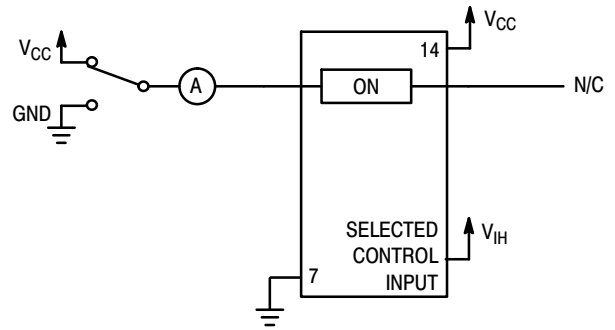 VCC
14
VCC
A
ON
N/C
GND
SELECTED
CONTROL
INPUT
VIH
7